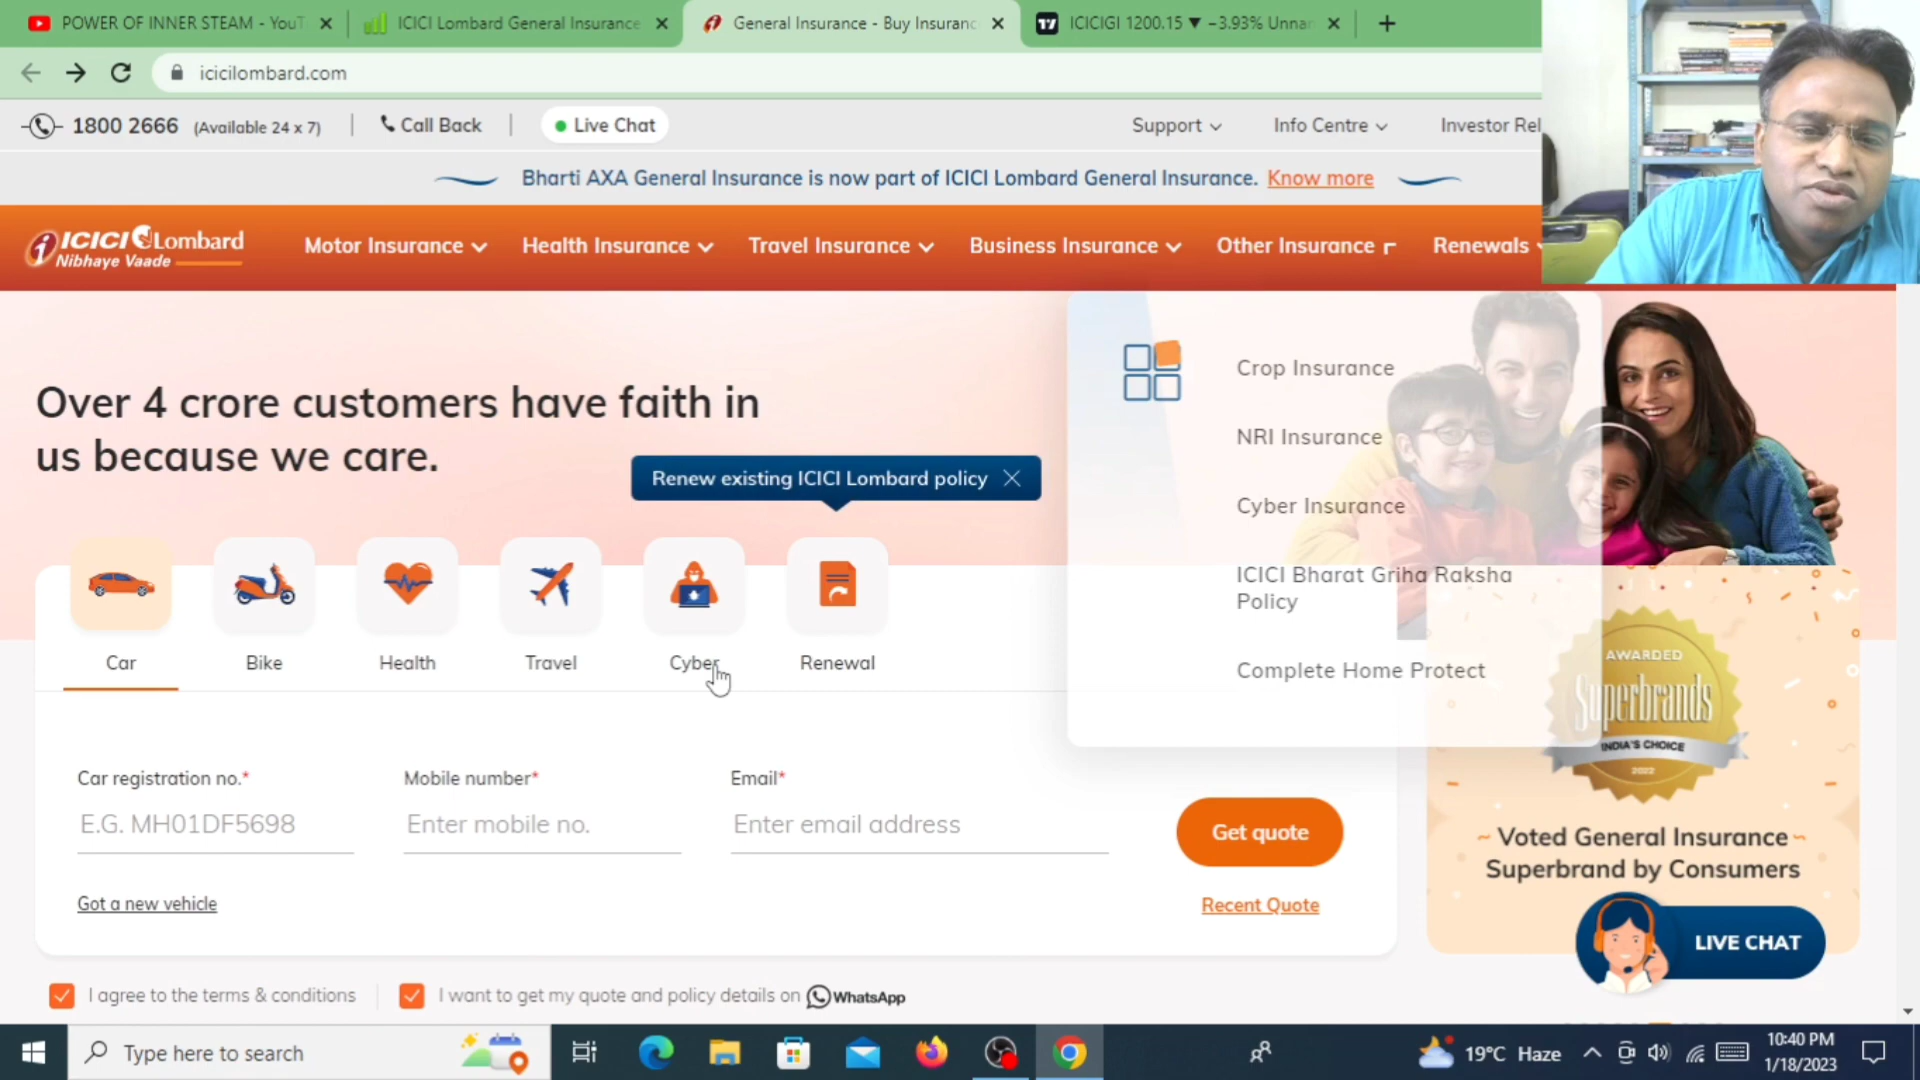 POWER OF INNER STEAM - YouT
ICICI Lombard General Insurance
General Insurance - Buy Insuranc
ICICIGI 1200.15 ▼ −3.93% Unnar
icicilombard.com
1800 2666 (Available 24 x 7)
Call Back
Live Chat
Support
Info Centre
Investor Rel
Bharti AXA General Insurance is now part of ICICI Lombard General Insurance. Know more
ICICI Lombard
Nibhaye Vaade
Motor Insurance
Health Insurance
Travel Insurance
Business Insurance
Other Insurance
Renewals
Over 4 crore customers have faith in
us because we care.
Renew existing ICICI Lombard policy
Crop Insurance
NRI Insurance
Cyber Insurance
ICICI Bharat Griha Raksha
Policy
Complete Home Protect
Car
Bike
Health
Travel
Cyber
Renewal
AWARDED
Superbrands
INDIA'S CHOICE
2022
Car registration no.*
Mobile number*
Email*
E.G. MH01DF5698
Enter mobile no.
Enter email address
Get quote
Voted General Insurance
Superbrand by Consumers
Got a new vehicle
Recent Quote
LIVE CHAT
I agree to the terms & conditions
I want to get my quote and policy details on WhatsApp
Type here to search
19°C Haze
10:40 PM
1/18/2023